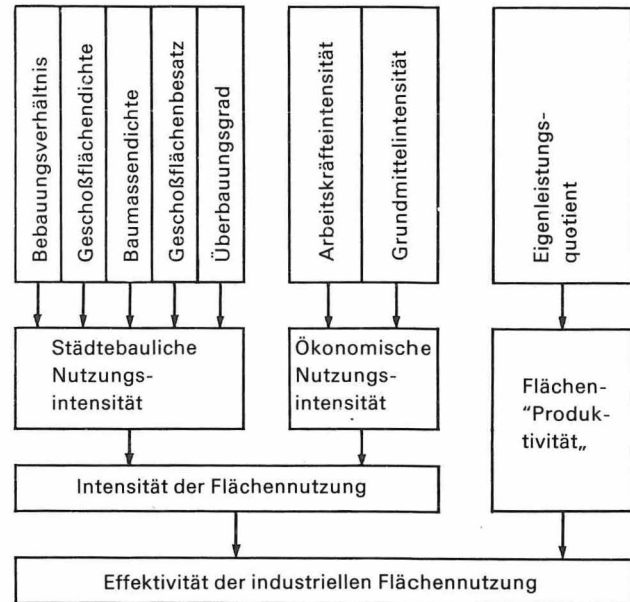 Bebauungsverhältnis
Geschoßflächendichte
Baumassendichte
Geschoßflächenbesatz
Überbauungsgrad
Arbeitskräfteintensität
Grundmittelintensität
Eigenleistungs-
quotient
Städtebauliche
Nutzungs-
intensität
Ökonomische
Nutzungs-
intensität
Flächen-
"Produk-
tivität„
Intensität der Flächennutzung
Effektivität der industriellen Flächennutzung